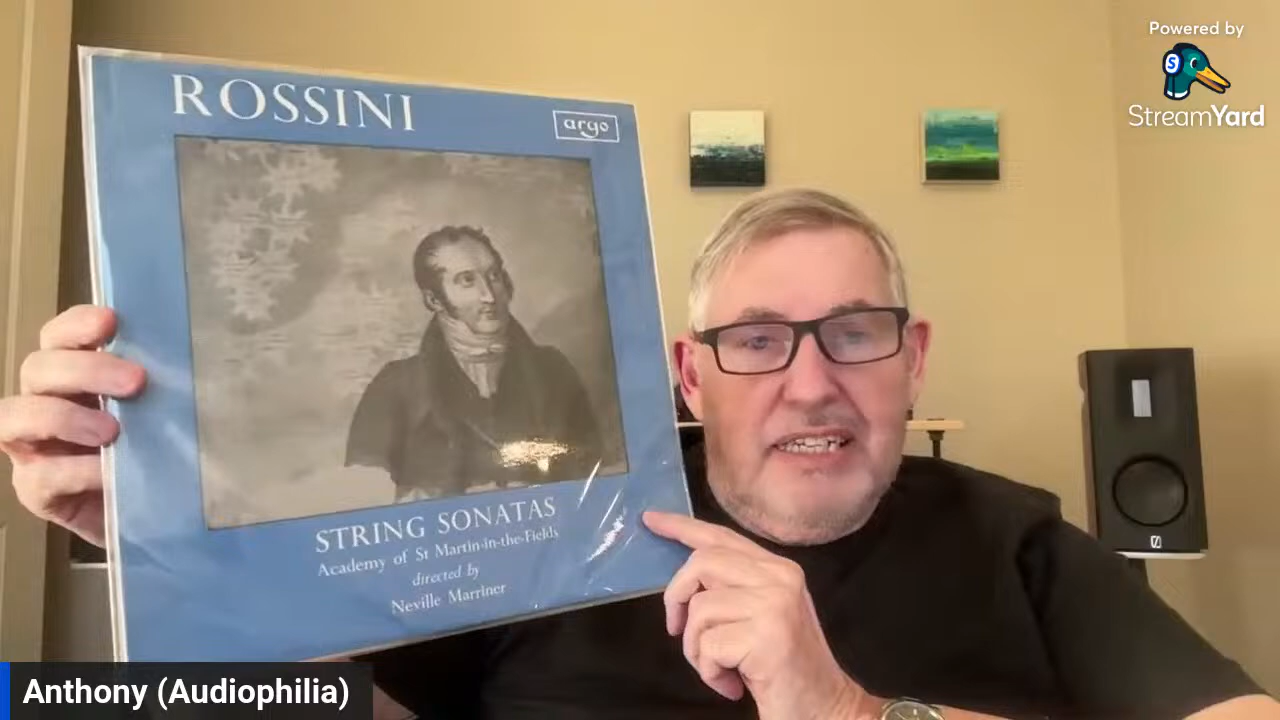 Powered by
StreamYard
ROSSINI
argo
STRING SONATAS
Academy of St Martin-in-the-Fields
directed by
Neville Marriner
Anthony (Audiophilia)